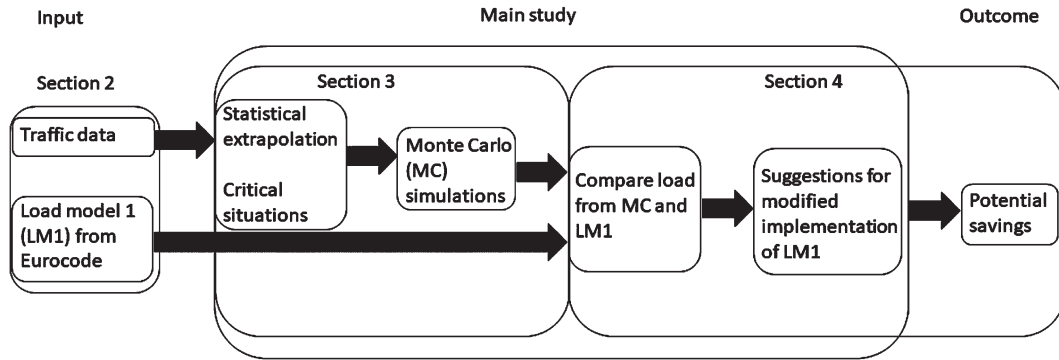 Input
Main study
Outcome
Section 2
Section 3
Section 4
Traffic data
Load model 1
(LM1) from
Eurocode
Statistical
extrapolation
Critical
situations
Monte Carlo
(MC)
simulations
Compare load
from MC and
LM1
Suggestions for
modified
implementation
of LM1
Potential
savings